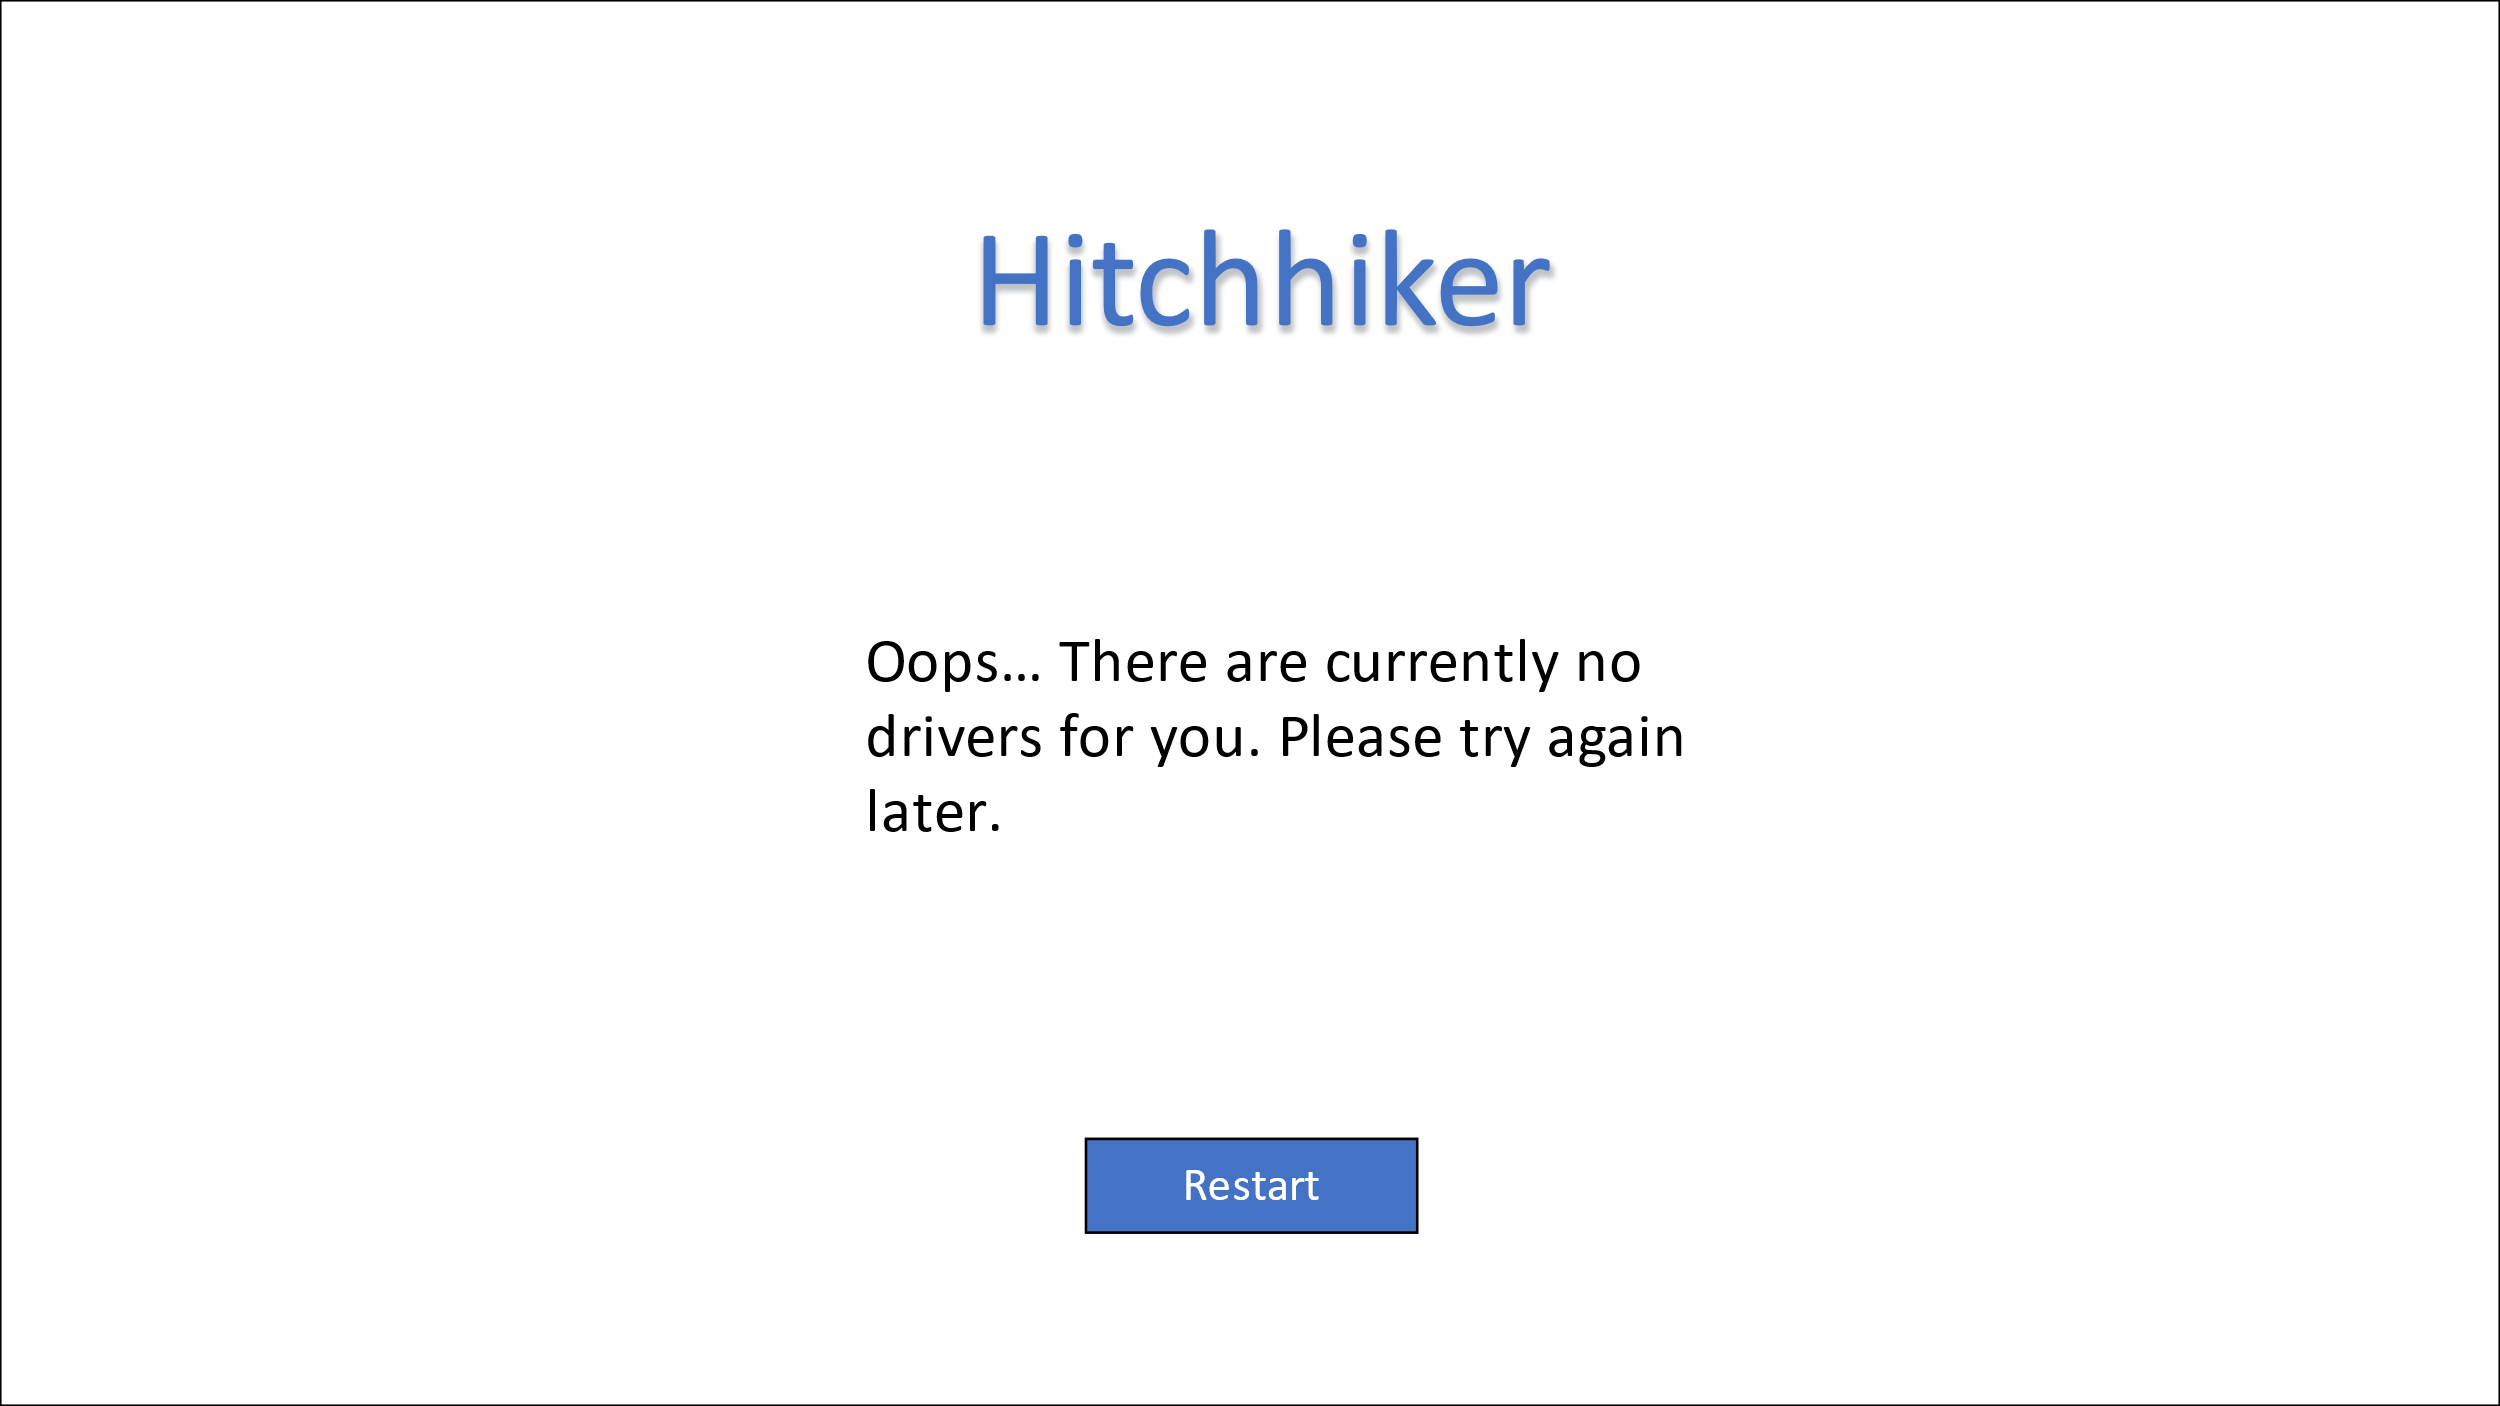 Hitchhiker
Oops... There are currently no
drivers for you. Please try again
later.
Restart